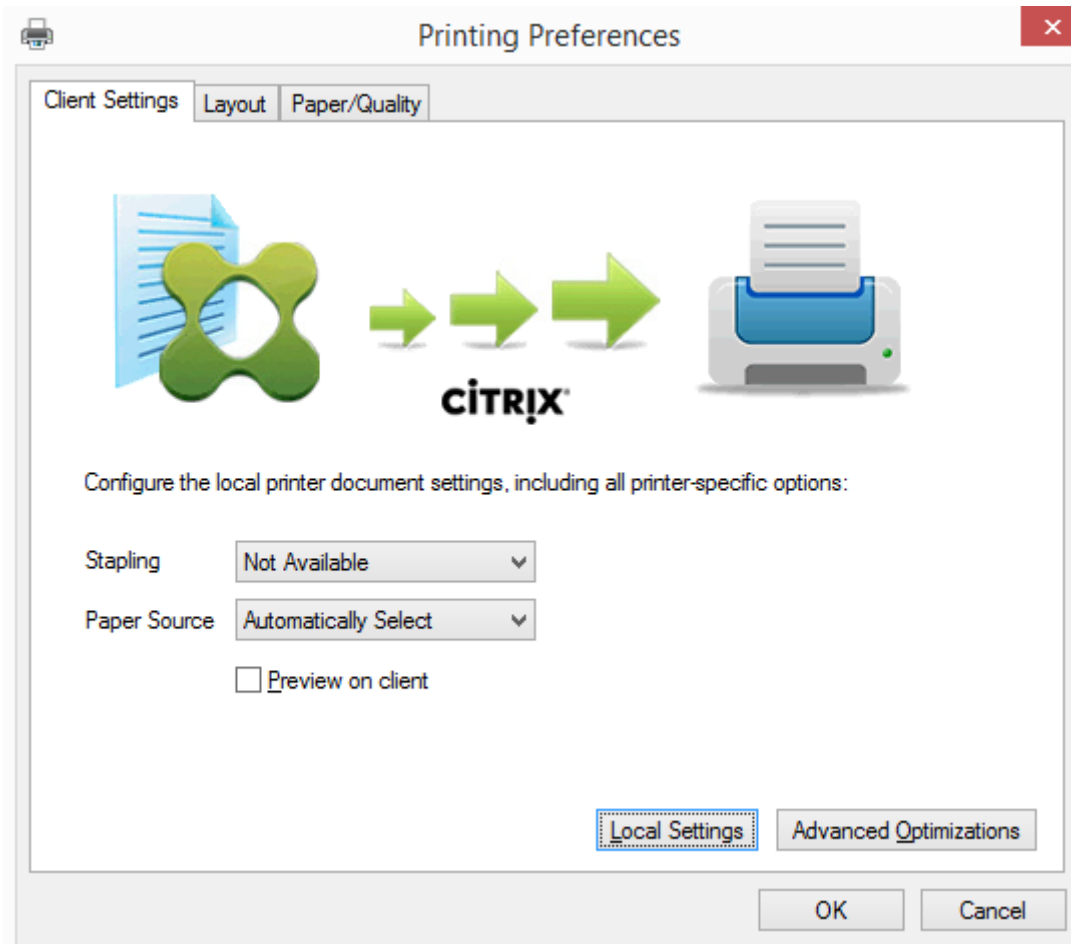 Printing Preferences
Client Settings
Layout
Paper/Quality
CiTRIX®
Configure the local printer document settings, including all printer-specific options:
Stapling
Not Available
Paper Source
Automatically Select
Preview on client
Local Settings
Advanced Optimizations
OK
Cancel